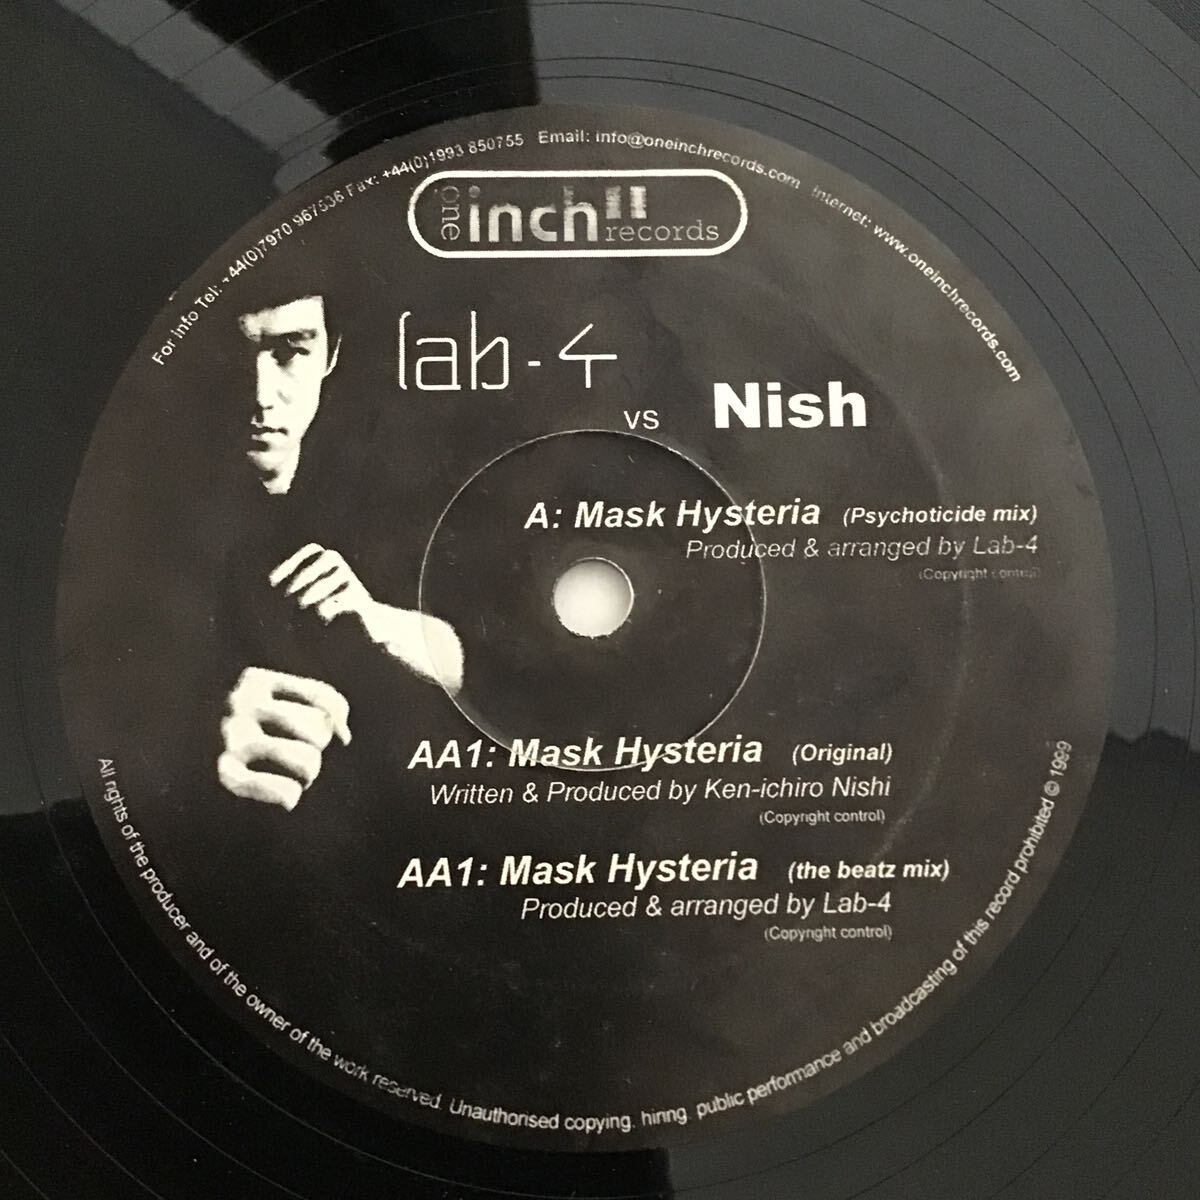 For info Tel: +44(0)7970 967536 Fax: +44(0)1993 850755 Email: info@oneinchrecords.com Internet: www.oneinchrecords.com
one inch records
lab-4
vs Nish
A: Mask Hysteria (Psychoticide mix)
Produced & arranged by Lab-4
(Copyright control)
AA1: Mask Hysteria (Original)
Written & Produced by Ken-ichiro Nishi
(Copyright control)
AA1: Mask Hysteria (the beatz mix)
Produced & arranged by Lab-4
(Copyright control)
All rights of the producer and of the owner of the work reserved. Unauthorised copying, hiring, public performance and broadcasting of this record prohibited © 1999